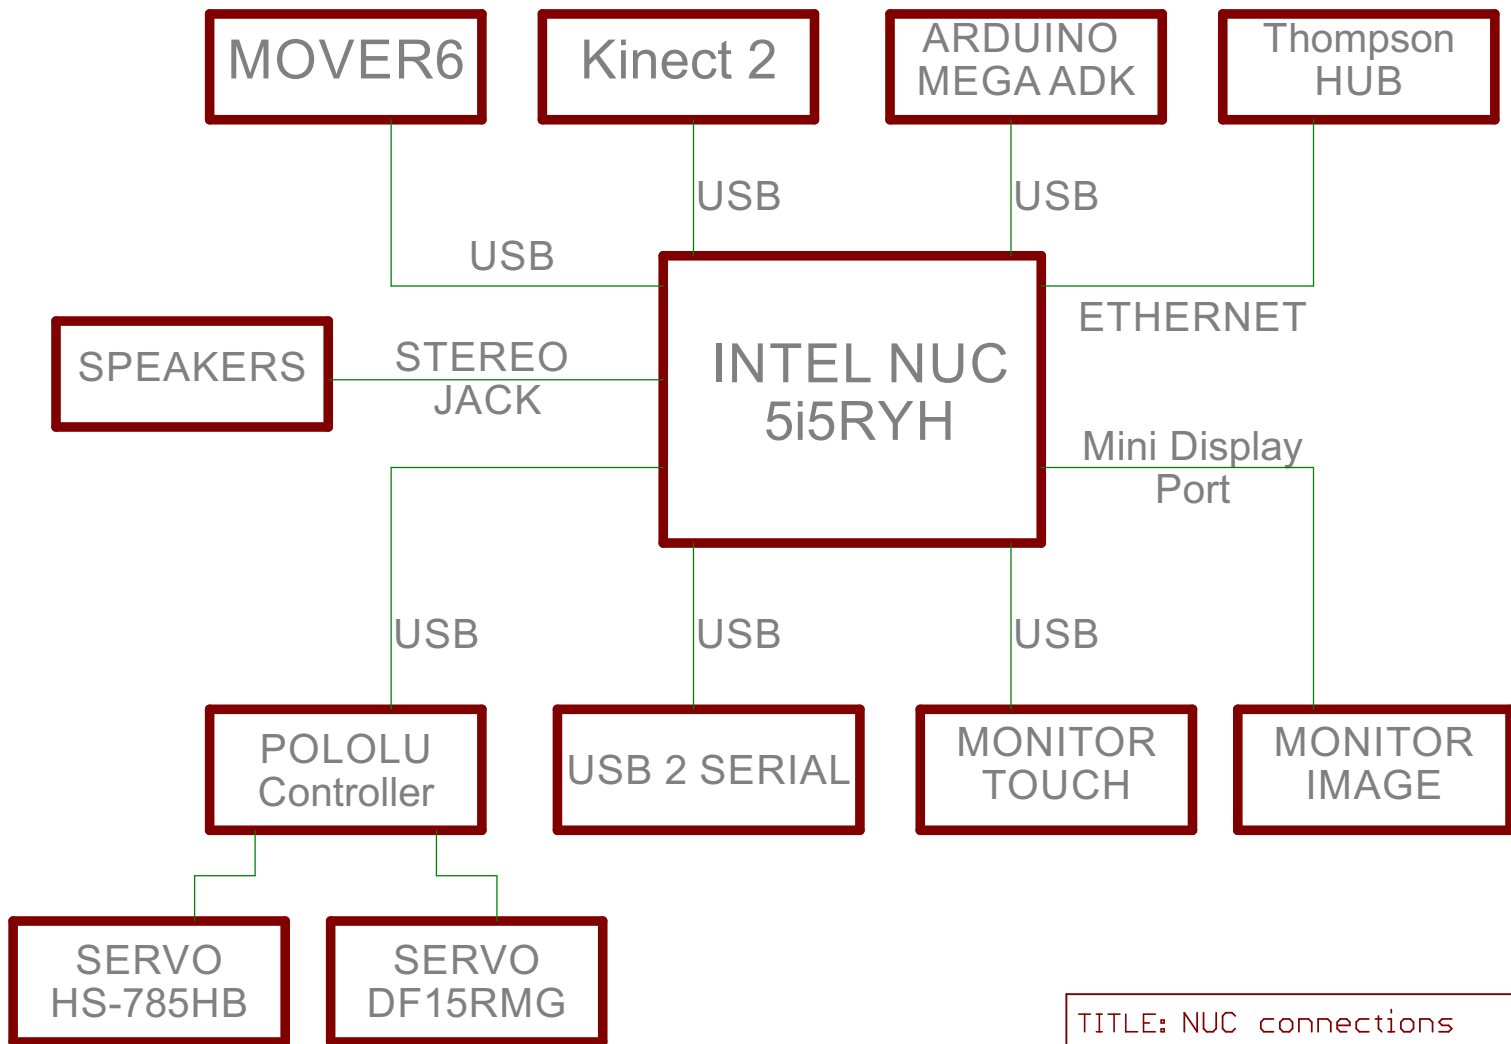 MOVER6
Kinect 2
ARDUINO
MEGA ADK
Thompson
HUB
USB
USB
USB
ETHERNET
SPEAKERS
STEREO
JACK
INTEL NUC
5i5RYH
Mini Display
Port
USB
USB
USB
POLOLU
Controller
USB 2 SERIAL
MONITOR
TOUCH
MONITOR
IMAGE
SERVO
HS-785HB
SERVO
DF15RMG
TITLE: NUC connections